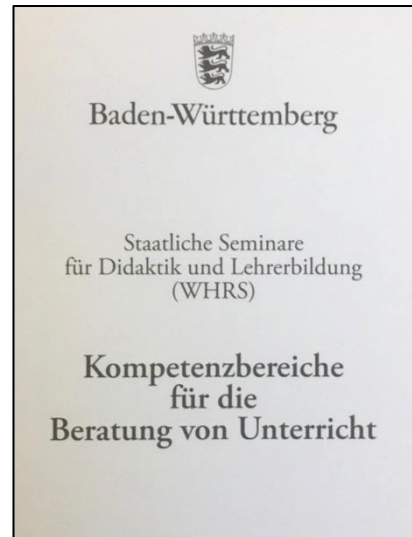 Baden-Württemberg
Staatliche Seminare
für Didaktik und Lehrerbildung
(WHRS)
Kompetenzbereiche
für die
Beratung von Unterricht